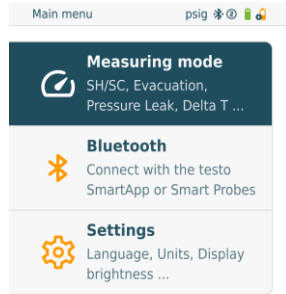 Main menu psig
Measuring mode
SH/SC, Evacuation,
Pressure Leak, Delta T ...
Bluetooth
Connect with the testo
SmartApp or Smart Probes
Settings
Language, Units, Display
brightness ...